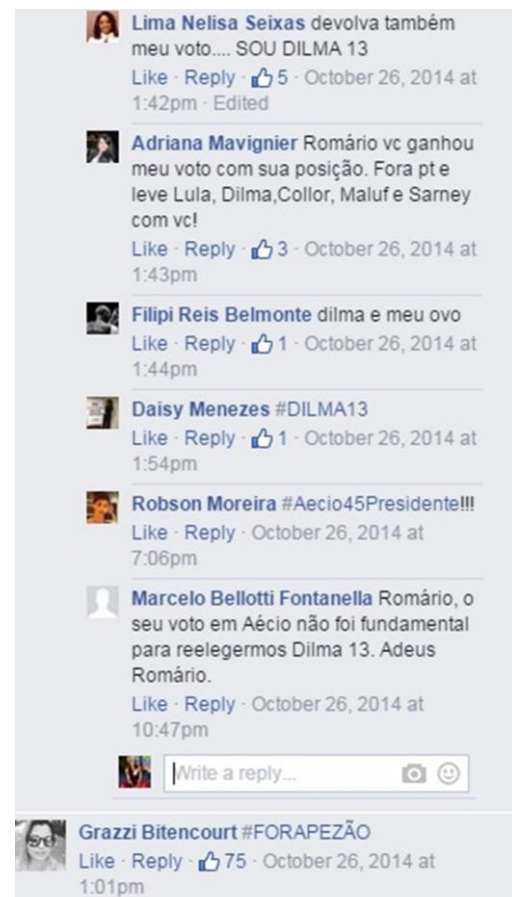 Lima Nelisa Seixas devolva também
meu voto.... SOU DILMA 13
Like · Reply · 5 · October 26, 2014 at
1:42pm · Edited
Adriana Mavignier Romário vc ganhou
meu voto com sua posição. Fora pt e
leve Lula, Dilma,Collor, Maluf e Sarney
com vc!
Like · Reply · 3 · October 26, 2014 at
1:43pm
Filipi Reis Belmonte dilma e meu ovo
Like · Reply · 1 · October 26, 2014 at
1:44pm
Daisy Menezes #DILMA13
Like · Reply · 1 · October 26, 2014 at
1:54pm
Robson Moreira #Aecio45Presidente!!!
Like · Reply · October 26, 2014 at
7:06pm
Marcelo Bellotti Fontanella Romário, o
seu voto em Aécio não foi fundamental
para reelegermos Dilma 13. Adeus
Romário.
Like · Reply · October 26, 2014 at
10:47pm
Write a reply...
Grazzi Bitencourt #FORAPEZÃO
Like · Reply · 75 · October 26, 2014 at
1:01pm